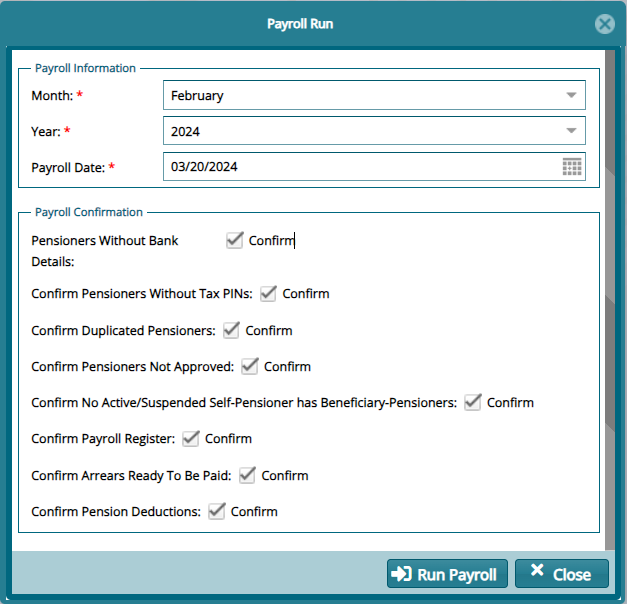 Payroll Run
Payroll Information
Month: * February
Year: * 2024
Payroll Date: * 03/20/2024
Payroll Confirmation
Pensioners Without Bank Confirm
Details:
Confirm Pensioners Without Tax PINs: Confirm
Confirm Duplicated Pensioners: Confirm
Confirm Pensioners Not Approved: Confirm
Confirm No Active/Suspended Self-Pensioner has Beneficiary-Pensioners: Confirm
Confirm Payroll Register: Confirm
Confirm Arrears Ready To Be Paid: Confirm
Confirm Pension Deductions: Confirm
Run Payroll Close